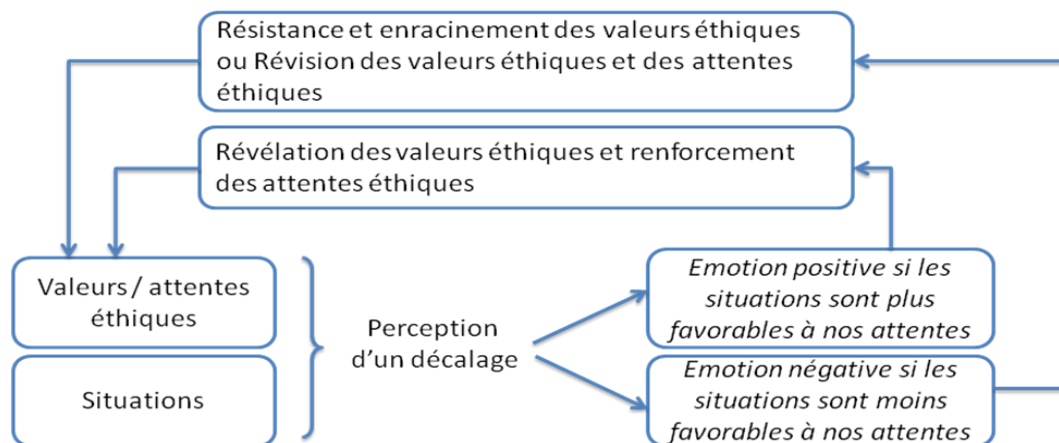 Résistance et enracinement des valeurs éthiques
ou Révision des valeurs éthiques et des attentes
éthiques
Révélation des valeurs éthiques et renforcement
des attentes éthiques
Valeurs / attentes
éthiques
Situations
Perception
d'un décalage
Emotion positive si les
situations sont plus
favorables à nos attentes
Emotion négative si les
situations sont moins
favorables à nos attentes